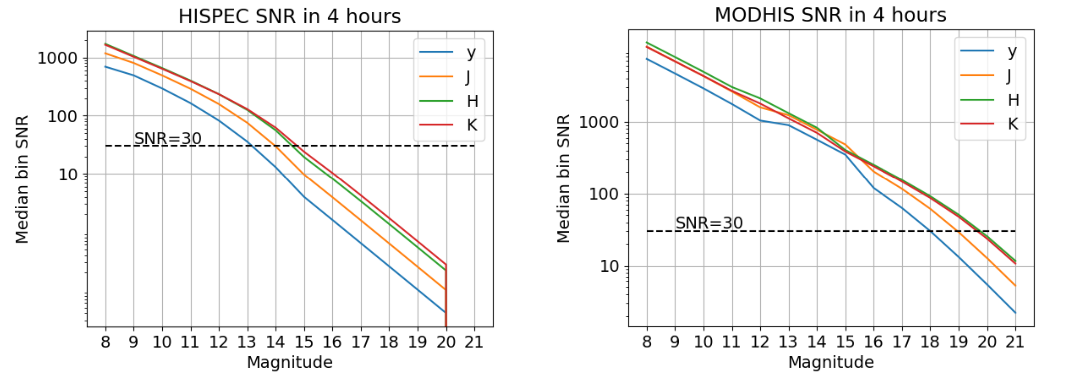 HISPEC SNR in 4 hours
Median bin SNR
1000
100
10
SNR=30
y
J
H
K
8 9 10 11 12 13 14 15 16 17 18 19 20 21
Magnitude
MODHIS SNR in 4 hours
Median bin SNR
1000
100
10
SNR=30
y
J
H
K
8 9 10 11 12 13 14 15 16 17 18 19 20 21
Magnitude